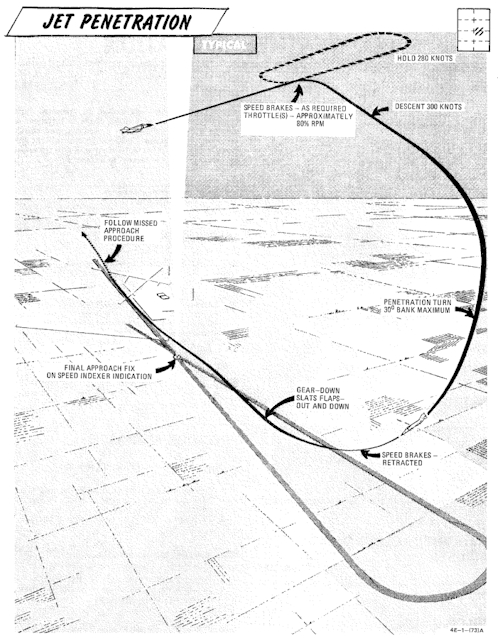 JET PENETRATION
TYPICAL
HOLD 280 KNOTS
SPEED BRAKES – AS REQUIRED
THROTTLE(S) – APPROXIMATELY
80% RPM
DESCENT 300 KNOTS
FOLLOW MISSED
APPROACH
PROCEDURE
PENETRATION TURN
30° BANK MAXIMUM
FINAL APPROACH FIX
ON SPEED INDEXER INDICATION
GEAR–DOWN
SLATS FLAPS–
OUT AND DOWN
SPEED BRAKES–
RETRACTED
4E-1-(73)A